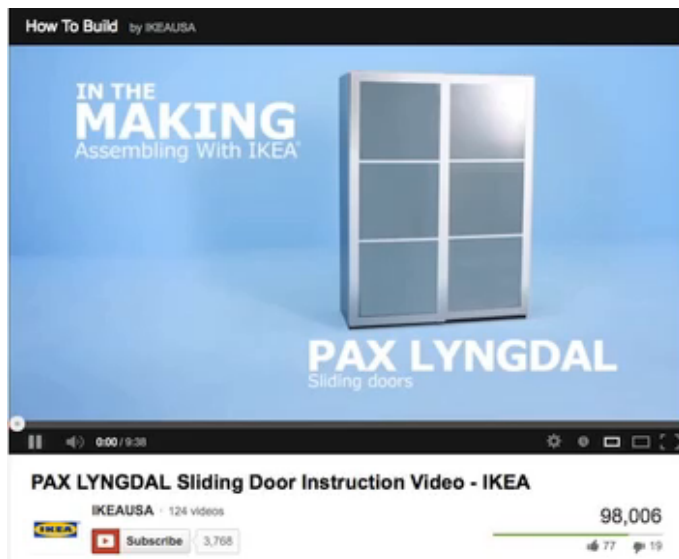 How To Build by IKEAUSA
IN THE
MAKING
Assembling With IKEA®
PAX LYNGDAL
Sliding doors
0:00 / 9:38
PAX LYNGDAL Sliding Door Instruction Video - IKEA
IKEAUSA · 124 videos
98,006
IKEA
Subscribe 3,768
77 19